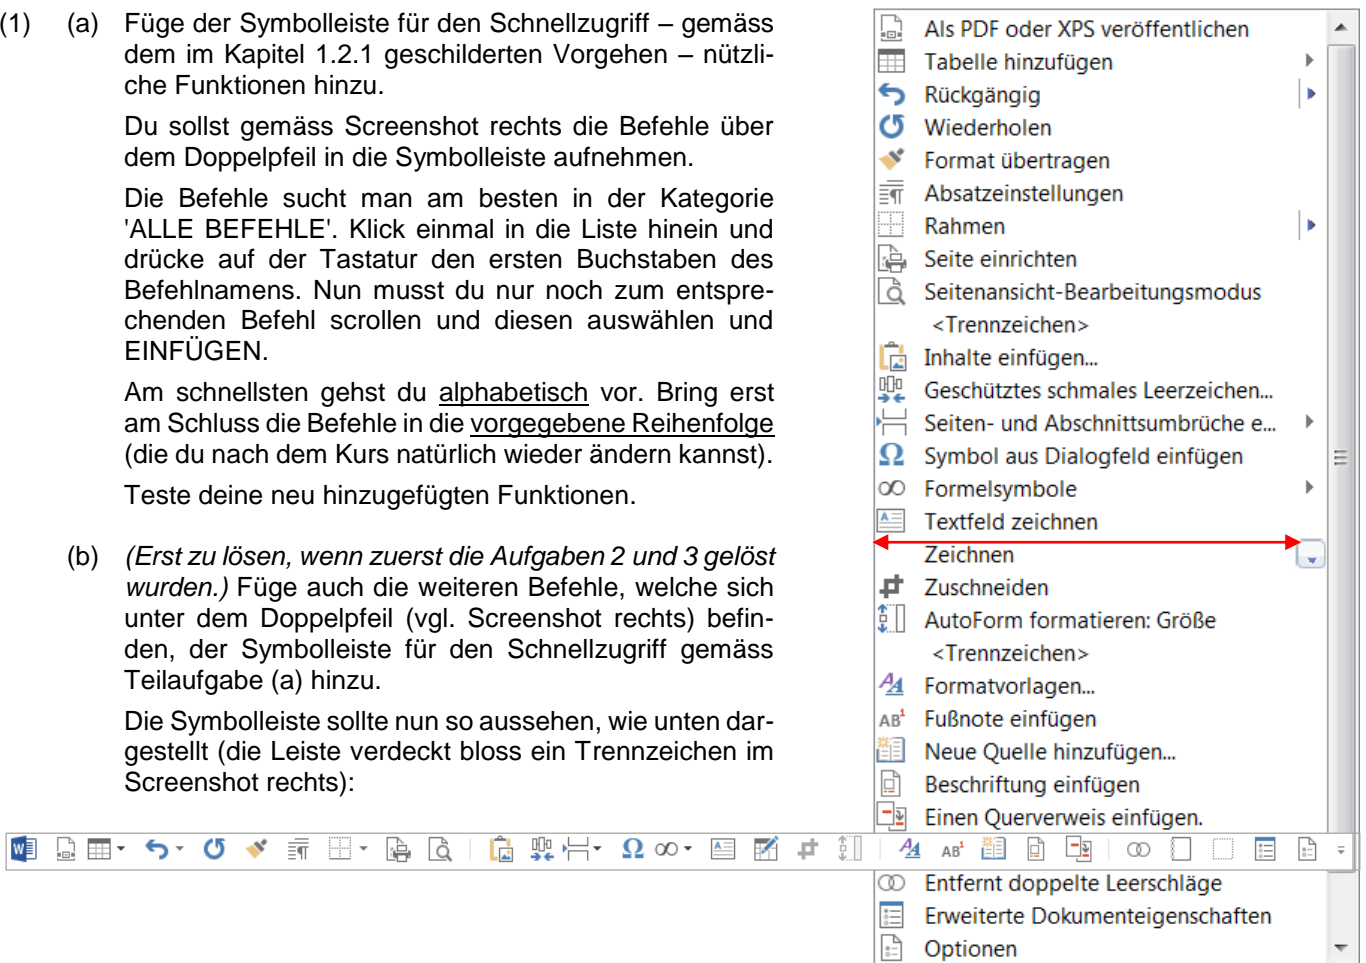 (1) (a) Füge der Symbolleiste für den Schnellzugriff – gemäss
dem im Kapitel 1.2.1 geschilderten Vorgehen – nützli-
che Funktionen hinzu.
Du sollst gemäss Screenshot rechts die Befehle über
dem Doppelpfeil in die Symbolleiste aufnehmen.
Die Befehle sucht man am besten in der Kategorie
'ALLE BEFEHLE'. Klick einmal in die Liste hinein und
drücke auf der Tastatur den ersten Buchstaben des
Befehlnamens. Nun musst du nur noch zum entspre-
chenden Befehl scrollen und diesen auswählen und
EINFÜGEN.
Am schnellsten gehst du alphabetisch vor. Bring erst
am Schluss die Befehle in die vorgegebene Reihenfolge
(die du nach dem Kurs natürlich wieder ändern kannst).
Teste deine neu hinzugefügten Funktionen.
(b) (Erst zu lösen, wenn zuerst die Aufgaben 2 und 3 gelöst
wurden.) Füge auch die weiteren Befehle, welche sich
unter dem Doppelpfeil (vgl. Screenshot rechts) befin-
den, der Symbolleiste für den Schnellzugriff gemäss
Teilaufgabe (a) hinzu.
Die Symbolleiste sollte nun so aussehen, wie unten dar-
gestellt (die Leiste verdeckt bloss ein Trennzeichen im
Screenshot rechts):
Als PDF oder XPS veröffentlichen
Tabelle hinzufügen
Rückgängig
Wiederholen
Format übertragen
Absatzeinstellungen
Rahmen
Seite einrichten
Seitenansicht-Bearbeitungsmodus
<Trennzeichen>
Inhalte einfügen...
Geschütztes schmales Leerzeichen...
Seiten- und Abschnittsumbrüche e...
Symbol aus Dialogfeld einfügen
Formelsymbole
Textfeld zeichnen
Zeichnen
Zuschneiden
AutoForm formatieren: Größe
<Trennzeichen>
Formatvorlagen...
Fußnote einfügen
Neue Quelle hinzufügen...
Beschriftung einfügen
Einen Querverweis einfügen.
Entfernt doppelte Leerschläge
Erweiterte Dokumenteigenschaften
Optionen